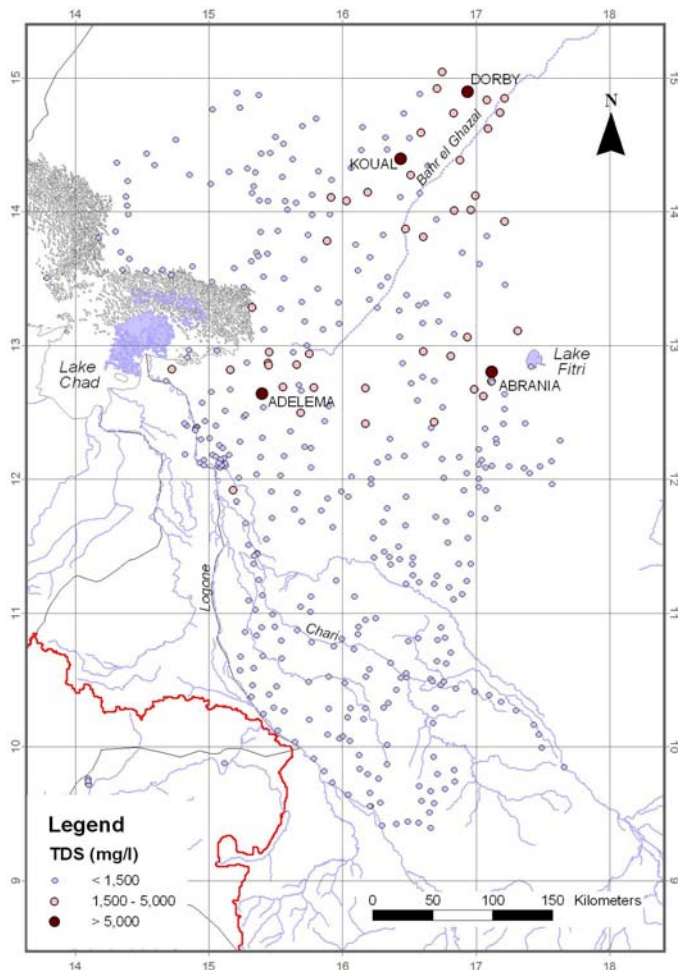 14 15 16 17 18
15 15
DORBY
N
KOUAL
Bahr el Ghazal
14 14
13 13
Lake
Chad
Lake
Fitri
ADELEMA
ABRANIA
12 12
Logone
11 11
Chari
10 10
Legend
TDS (mg/l)
< 1,500
1,500 - 5,000
> 5,000
9 9
0 50 100 150 Kilometers
14 15 16 17 18